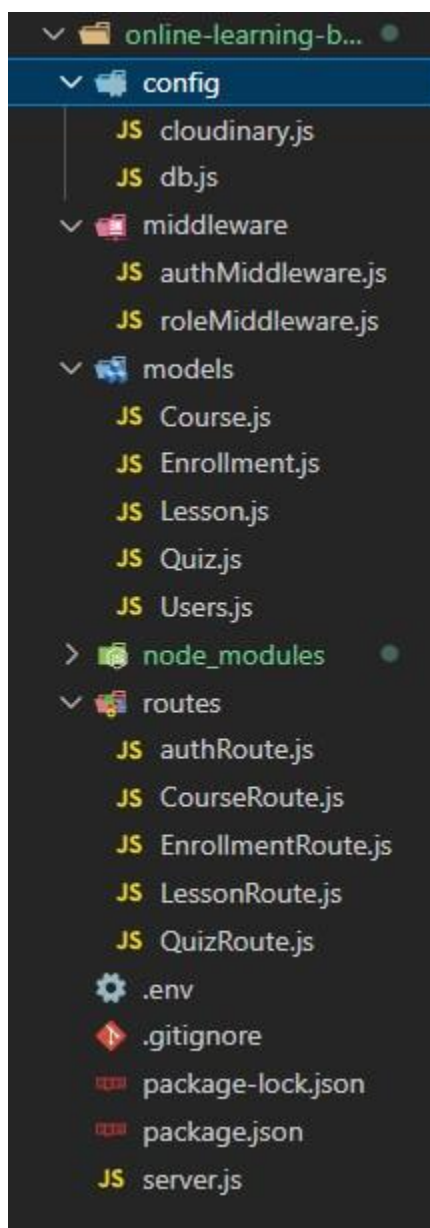 online-learning-b...
config
JS cloudinary.js
JS db.js
middleware
JS authMiddleware.js
JS roleMiddleware.js
models
JS Course.js
JS Enrollment.js
JS Lesson.js
JS Quiz.js
JS Users.js
node_modules
routes
JS authRoute.js
JS CourseRoute.js
JS EnrollmentRoute.js
JS LessonRoute.js
JS QuizRoute.js
.env
.gitignore
package-lock.json
package.json
JS server.js